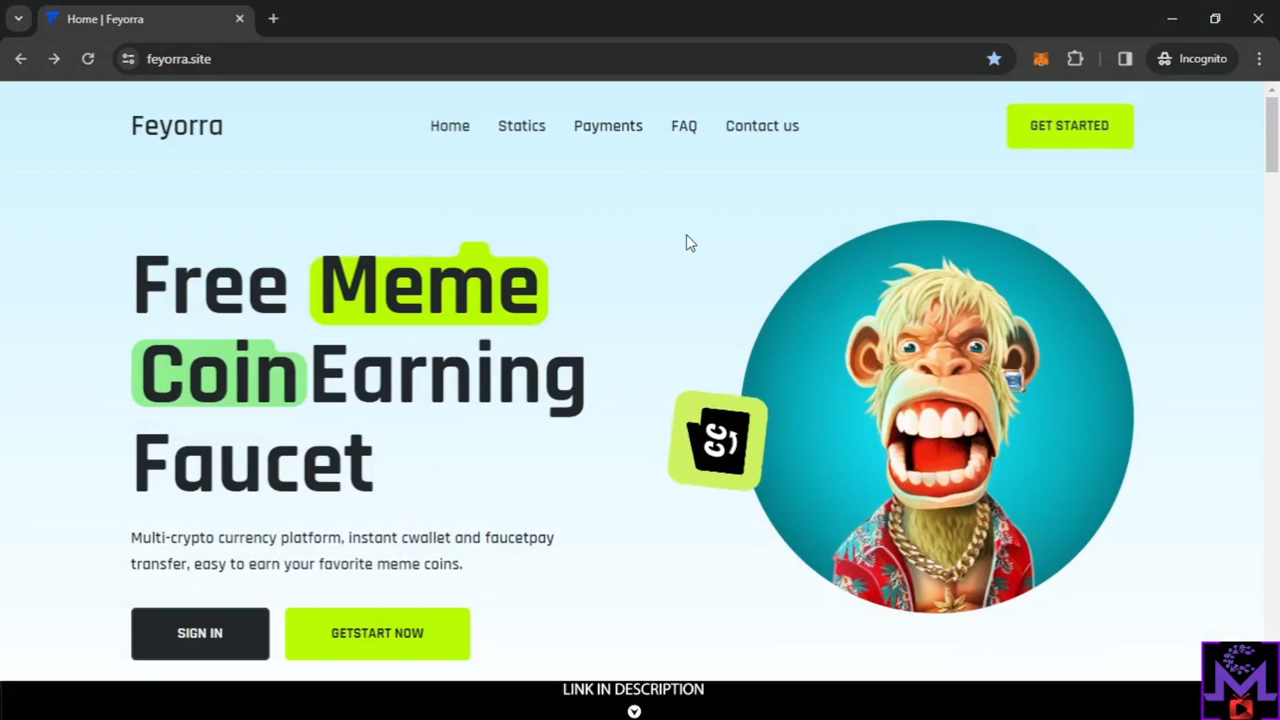 Home | Feyorra
feyorra.site
Incognito
Feyorra
Home Statics Payments FAQ Contact us
GET STARTED
Free Meme
Coin Earning
Faucet
Multi-crypto currency platform, instant cwallet and faucetpay
transfer, easy to earn your favorite meme coins.
SIGN IN
GETSTART NOW
LINK IN DESCRIPTION